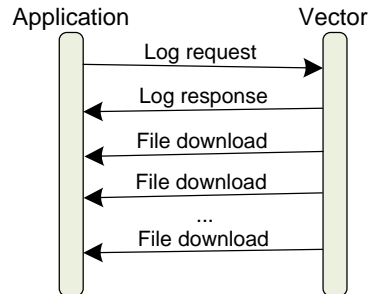 Application Vector
Log request
Log response
File download
File download
...
File download